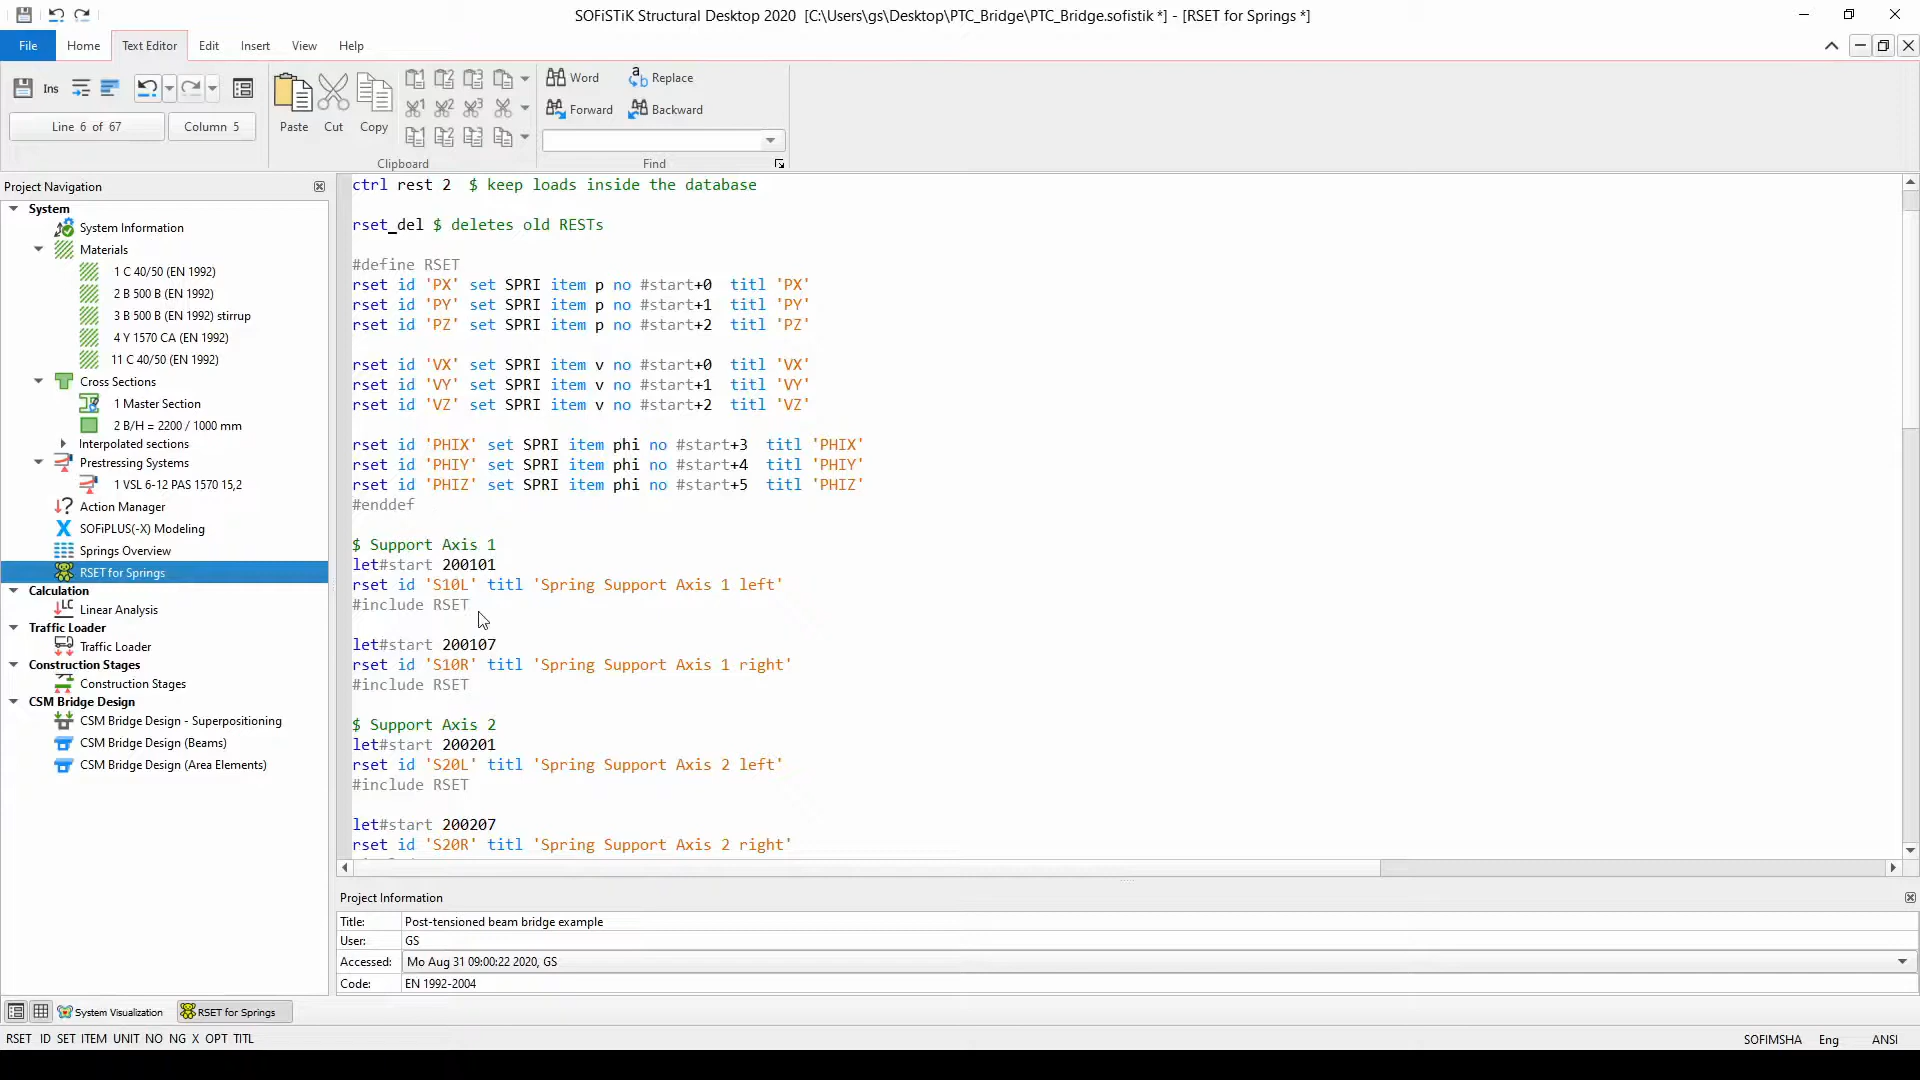 SOFiSTiK Structural Desktop 2020 [C:\Users\gs\Desktop\PTC_Bridge\PTC_Bridge.sofistik *] - [RSET for Springs *]
File Home Text Editor Edit Insert View Help
Ins
Line 6 of 67 Column 5
Paste Cut Copy
Clipboard
Word Replace
Forward Backward
Find
Project Navigation
System
System Information
Materials
1 C 40/50 (EN 1992)
2 B 500 B (EN 1992)
3 B 500 B (EN 1992) stirrup
4 Y 1570 CA (EN 1992)
11 C 40/50 (EN 1992)
Cross Sections
1 Master Section
2 B/H = 2200 / 1000 mm
Interpolated sections
Prestressing Systems
1 VSL 6-12 PAS 1570 15,2
Action Manager
SOFiPLUS(-X) Modeling
Springs Overview
RSET for Springs
Calculation
Linear Analysis
Traffic Loader
Traffic Loader
Construction Stages
Construction Stages
CSM Bridge Design
CSM Bridge Design - Superpositioning
CSM Bridge Design (Beams)
CSM Bridge Design (Area Elements)
ctrl rest 2 $ keep loads inside the database
rset_del $ deletes old RESTs
#define RSET
rset id 'PX' set SPRI item p no #start+0 titl 'PX'
rset id 'PY' set SPRI item p no #start+1 titl 'PY'
rset id 'PZ' set SPRI item p no #start+2 titl 'PZ'
rset id 'VX' set SPRI item v no #start+0 titl 'VX'
rset id 'VY' set SPRI item v no #start+1 titl 'VY'
rset id 'VZ' set SPRI item v no #start+2 titl 'VZ'
rset id 'PHIX' set SPRI item phi no #start+3 titl 'PHIX'
rset id 'PHIY' set SPRI item phi no #start+4 titl 'PHIY'
rset id 'PHIZ' set SPRI item phi no #start+5 titl 'PHIZ'
#enddef
$ Support Axis 1
let#start 200101
rset id 'S10L' titl 'Spring Support Axis 1 left'
#include RSET
let#start 200107
rset id 'S10R' titl 'Spring Support Axis 1 right'
#include RSET
$ Support Axis 2
let#start 200201
rset id 'S20L' titl 'Spring Support Axis 2 left'
#include RSET
let#start 200207
rset id 'S20R' titl 'Spring Support Axis 2 right'
Project Information
Title: Post-tensioned beam bridge example
User: GS
Accessed: Mo Aug 31 09:00:22 2020, GS
Code: EN 1992-2004
System Visualization RSET for Springs
RSET ID SET ITEM UNIT NO NG X OPT TITL SOFIMSHA Eng ANSI